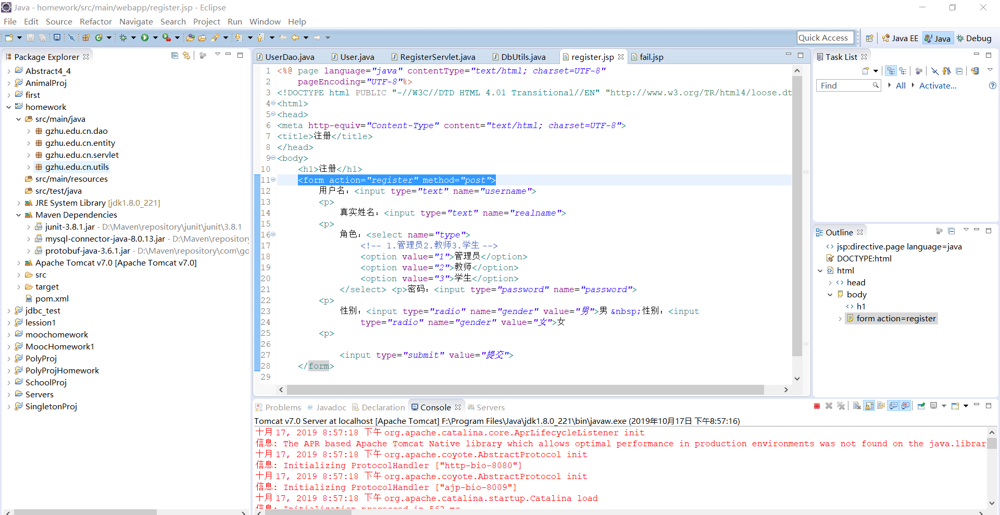 Java - homework/src/main/webapp/register.jsp - Eclipse
File Edit Source Refactor Navigate Search Project Run Window Help
Quick Access
Java EE
Java
Debug
Package Explorer
Abstract4_4
AnimalProj
first
homework
src/main/java
gzhu.edu.cn.dao
gzhu.edu.cn.entity
gzhu.edu.cn.servlet
gzhu.edu.cn.utils
src/main/resources
src/test/java
JRE System Library [jdk1.8.0_221]
Maven Dependencies
junit-3.8.1.jar - D:\Maven\repository\junit\junit\3.8.1
mysql-connector-java-8.0.13.jar - D:\Maven\repository
protobuf-java-3.6.1.jar - D:\Maven\repository\com\go
Apache Tomcat v7.0 [Apache Tomcat v7.0]
src
target
pom.xml
jdbc_test
lession1
moochomework
MoocHomework1
PolyProj
PolyProjHomework
SchoolProj
Servers
SingletonProj
UserDao.java User.java RegisterServlet.java DbUtils.java register.jsp fail.jsp
1 <%@ page language="java" contentType="text/html; charset=UTF-8"
2 pageEncoding="UTF-8"%>
3 <!DOCTYPE html PUBLIC "-//W3C//DTD HTML 4.01 Transitional//EN" "http://www.w3.org/TR/html4/loose.dt
4 <html>
5 <head>
6 <meta http-equiv="Content-Type" content="text/html; charset=UTF-8">
7 <title>注册</title>
8 </head>
9 <body>
10 <h1>注册</h1>
11 <form action="register" method="post">
12 用户名：<input type="text" name="username">
13 <p>
14 真实姓名：<input type="text" name="realname">
15 <p>
16 角色：<select name="type">
17 <!-- 1.管理员2.教师3.学生 -->
18 <option value="1">管理员</option>
19 <option value="2">教师</option>
20 <option value="3">学生</option>
21 </select> <p>密码：<input type="password" name="password">
22 <p>
23 性别：<input type="radio" name="gender" value="男">男 &nbsp;性别：<input
24 type="radio" name="gender" value="女">女
25 <p>
26
27 <input type="submit" value="提交">
28 </form>
29
Task List
Find
All
Activate...
Outline
jsp:directive.page language=java
DOCTYPE:html
html
head
body
h1
form action=register
Problems Javadoc Declaration Console Servers
Tomcat v7.0 Server at localhost [Apache Tomcat] F:\Program Files\Java\jdk1.8.0_221\bin\javaw.exe (2019年10月17日 下午8:57:16)
十月 17, 2019 8:57:18 下午 org.apache.catalina.core.AprLifecycleListener init
信息: The APR based Apache Tomcat Native library which allows optimal performance in production environments was not found on the java.librar
十月 17, 2019 8:57:18 下午 org.apache.coyote.AbstractProtocol init
信息: Initializing ProtocolHandler ["http-bio-8080"]
十月 17, 2019 8:57:18 下午 org.apache.coyote.AbstractProtocol init
信息: Initializing ProtocolHandler ["ajp-bio-8009"]
十月 17, 2019 8:57:18 下午 org.apache.catalina.startup.Catalina load
信息: Initialization processed in 563 ms